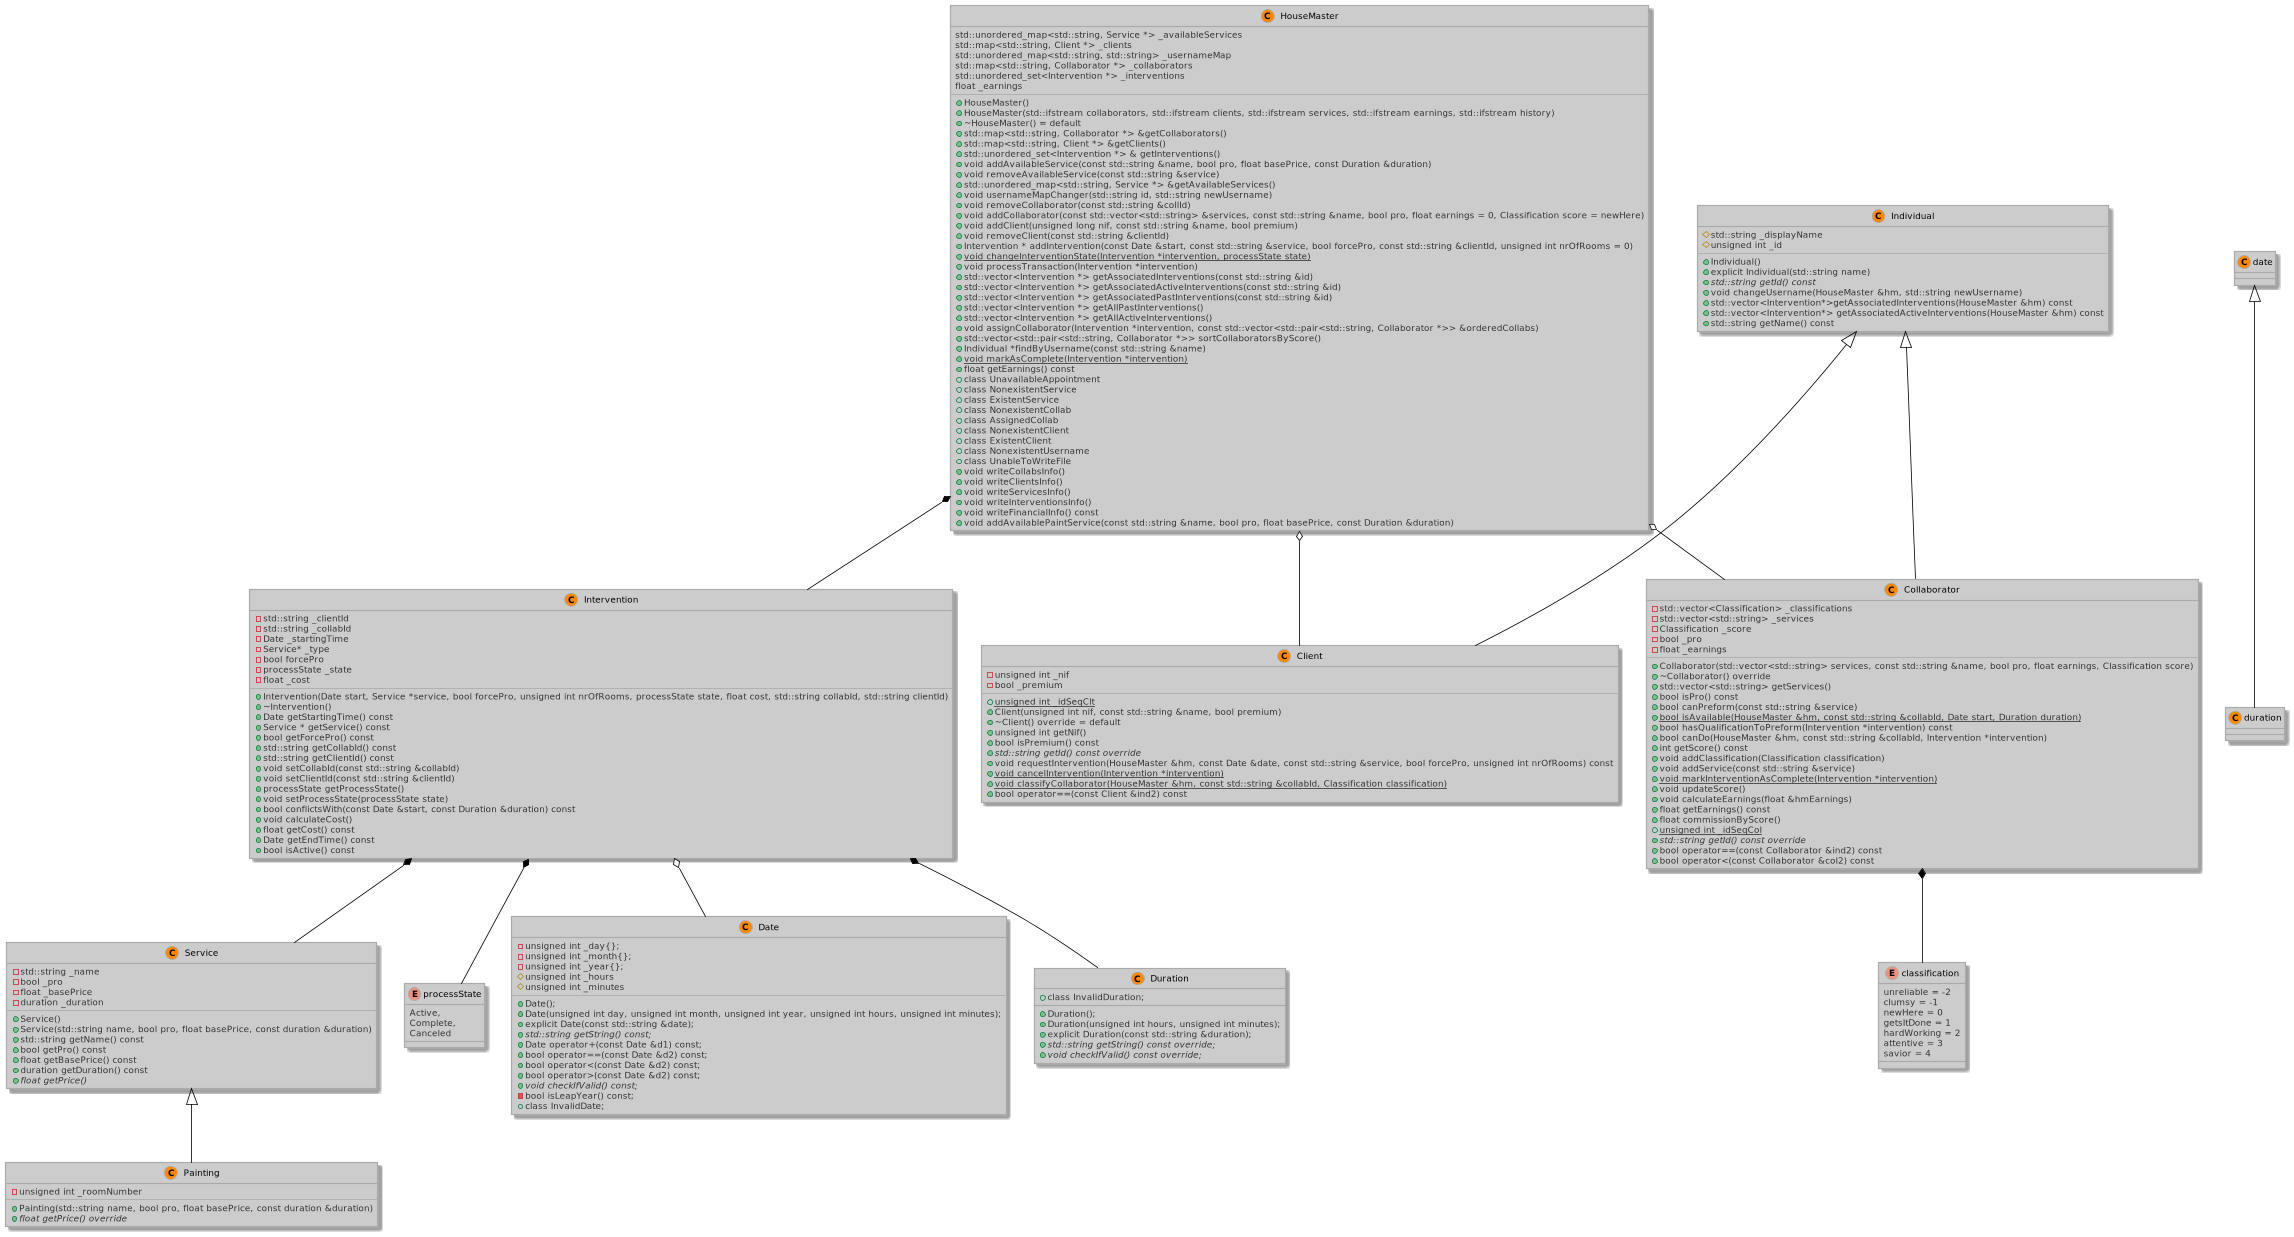 HouseMaster
std::unordered_map<std::string, Service *> _availableServices
std::map<std::string, Client *> _clients
std::unordered_map<std::string, std::string> _usernameMap
std::map<std::string, Collaborator *> _collaborators
std::unordered_set<Intervention *> _interventions
float _earnings
HouseMaster()
HouseMaster(std::ifstream collaborators, std::ifstream clients, std::ifstream services, std::ifstream earnings, std::ifstream history)
~HouseMaster() = default
std::map<std::string, Collaborator *> &getCollaborators()
std::map<std::string, Client *> &getClients()
std::unordered_set<Intervention *> & getInterventions()
void addAvailableService(const std::string &name, bool pro, float basePrice, const Duration &duration)
void removeAvailableService(const std::string &service)
std::unordered_map<std::string, Service *> &getAvailableServices()
void usernameMapChanger(std::string id, std::string newUsername)
void removeCollaborator(const std::string &collId)
void addCollaborator(const std::vector<std::string> &services, const std::string &name, bool pro, float earnings = 0, Classification score = newHere)
void addClient(unsigned long nif, const std::string &name, bool premium)
void removeClient(const std::string &clientId)
Intervention * addIntervention(const Date &start, const std::string &service, bool forcePro, const std::string &clientId, unsigned int nrOfRooms = 0)
void changeInterventionState(Intervention *intervention, processState state)
void processTransaction(Intervention *intervention)
std::vector<Intervention *> getAssociatedInterventions(const std::string &id)
std::vector<Intervention *> getAssociatedActiveInterventions(const std::string &id)
std::vector<Intervention *> getAssociatedPastInterventions(const std::string &id)
std::vector<Intervention *> getAllPastInterventions()
std::vector<Intervention *> getAllActiveInterventions()
void assignCollaborator(Intervention *intervention, const std::vector<std::pair<std::string, Collaborator *>> &orderedCollabs)
std::vector<std::pair<std::string, Collaborator *>> sortCollaboratorsByScore()
Individual *findByUsername(const std::string &name)
void markAsComplete(Intervention *intervention)
float getEarnings() const
class UnavailableAppointment
class NonexistentService
class ExistentService
class NonexistentCollab
class AssignedCollab
class NonexistentClient
class ExistentClient
class NonexistentUsername
class UnableToWriteFile
void writeCollabsInfo()
void writeClientsInfo()
void writeServicesInfo()
void writeInterventionsInfo()
void writeFinancialInfo() const
void addAvailablePaintService(const std::string &name, bool pro, float basePrice, const Duration &duration)
Individual
std::string _displayName
unsigned int _id
Individual()
explicit Individual(std::string name)
std::string getId() const
void changeUsername(HouseMaster &hm, std::string newUsername)
std::vector<Intervention*>getAssociatedInterventions(HouseMaster &hm) const
std::vector<Intervention*> getAssociatedActiveInterventions(HouseMaster &hm) const
std::string getName() const
date
duration
Intervention
std::string _clientId
std::string _collabId
Date _startingTime
Service* _type
bool forcePro
processState _state
float _cost
Intervention(Date start, Service *service, bool forcePro, unsigned int nrOfRooms, processState state, float cost, std::string collabId, std::string clientId)
~Intervention()
Date getStartingTime() const
Service * getService() const
bool getForcePro() const
std::string getCollabId() const
std::string getClientId() const
void setCollabId(const std::string &collabId)
void setClientId(const std::string &clientId)
processState getProcessState()
void setProcessState(processState state)
bool conflictsWith(const Date &start, const Duration &duration) const
void calculateCost()
float getCost() const
Date getEndTime() const
bool isActive() const
Client
unsigned int _nif
bool _premium
unsigned int _idSeqClt
Client(unsigned int nif, const std::string &name, bool premium)
~Client() override = default
unsigned int getNif()
bool isPremium() const
std::string getId() const override
void requestIntervention(HouseMaster &hm, const Date &date, const std::string &service, bool forcePro, unsigned int nrOfRooms) const
void cancelIntervention(Intervention *intervention)
void classifyCollaborator(HouseMaster &hm, const std::string &collabId, Classification classification)
bool operator==(const Client &ind2) const
Collaborator
std::vector<Classification> _classifications
std::vector<std::string> _services
Classification _score
bool _pro
float _earnings
Collaborator(std::vector<std::string> services, const std::string &name, bool pro, float earnings, Classification score)
~Collaborator() override
std::vector<std::string> getServices()
bool isPro() const
bool canPreform(const std::string &service)
bool isAvailable(HouseMaster &hm, const std::string &collabId, Date start, Duration duration)
bool hasQualificationToPreform(Intervention *intervention) const
bool canDo(HouseMaster &hm, const std::string &collabId, Intervention *intervention)
int getScore() const
void addClassification(Classification classification)
void addService(const std::string &service)
void markInterventionAsComplete(Intervention *intervention)
void updateScore()
void calculateEarnings(float &hmEarnings)
float getEarnings() const
float commissionByScore()
unsigned int _idSeqCol
std::string getId() const override
bool operator==(const Collaborator &ind2) const
bool operator<(const Collaborator &col2) const
Service
std::string _name
bool _pro
float _basePrice
duration _duration
Service()
Service(std::string name, bool pro, float basePrice, const duration &duration)
std::string getName() const
bool getPro() const
float getBasePrice() const
duration getDuration() const
float getPrice()
processState
Active,
Complete,
Canceled
Date
unsigned int _day{};
unsigned int _month{};
unsigned int _year{};
unsigned int _hours
unsigned int _minutes
Date();
Date(unsigned int day, unsigned int month, unsigned int year, unsigned int hours, unsigned int minutes);
explicit Date(const std::string &date);
std::string getString() const;
Date operator+(const Date &d1) const;
bool operator==(const Date &d2) const;
bool operator<(const Date &d2) const;
bool operator>(const Date &d2) const;
void checkIfValid() const;
bool isLeapYear() const;
class InvalidDate;
Duration
class InvalidDuration;
Duration();
Duration(unsigned int hours, unsigned int minutes);
explicit Duration(const std::string &duration);
std::string getString() const override;
void checkIfValid() const override;
classification
unreliable = -2
clumsy = -1
newHere = 0
getsItDone = 1
hardWorking = 2
attentive = 3
savior = 4
Painting
unsigned int _roomNumber
Painting(std::string name, bool pro, float basePrice, const duration &duration)
float getPrice() override